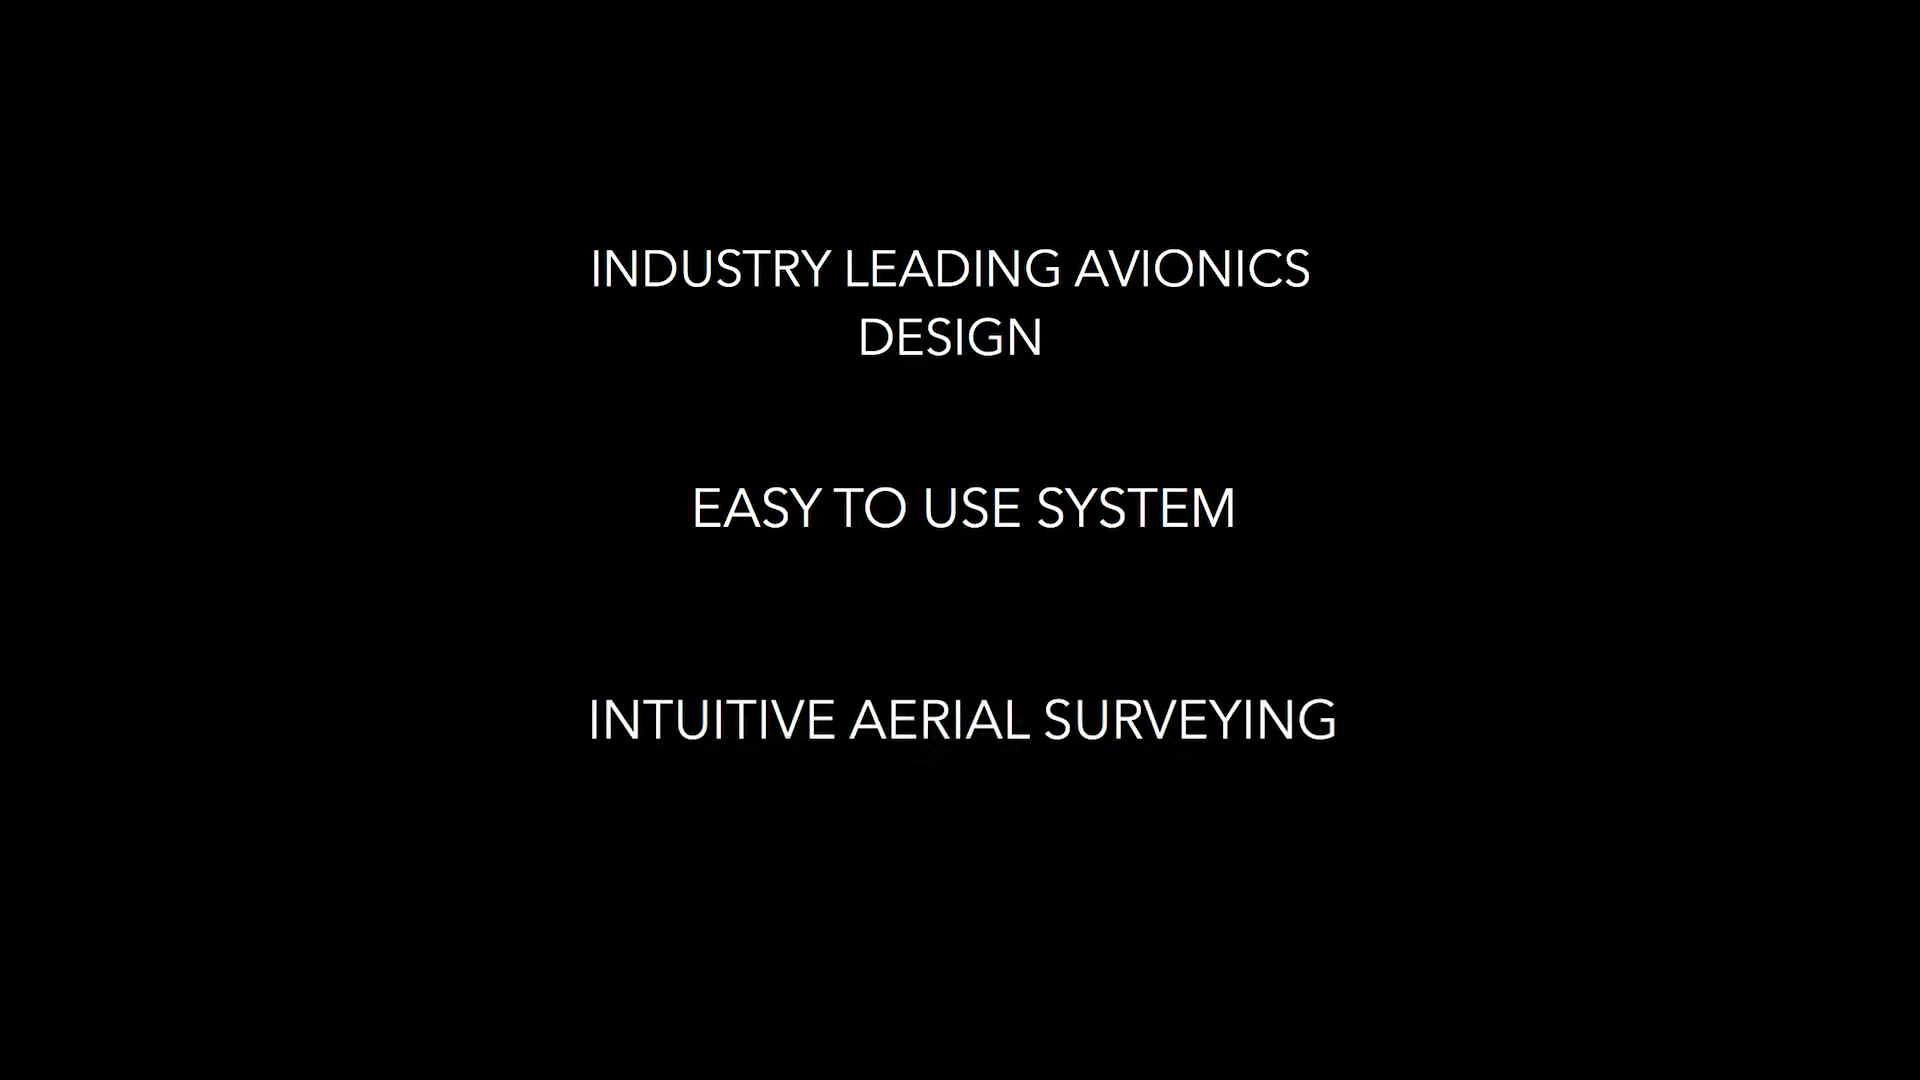 INDUSTRY LEADING AVIONICS
DESIGN
EASY TO USE SYSTEM
INTUITIVE AERIAL SURVEYING